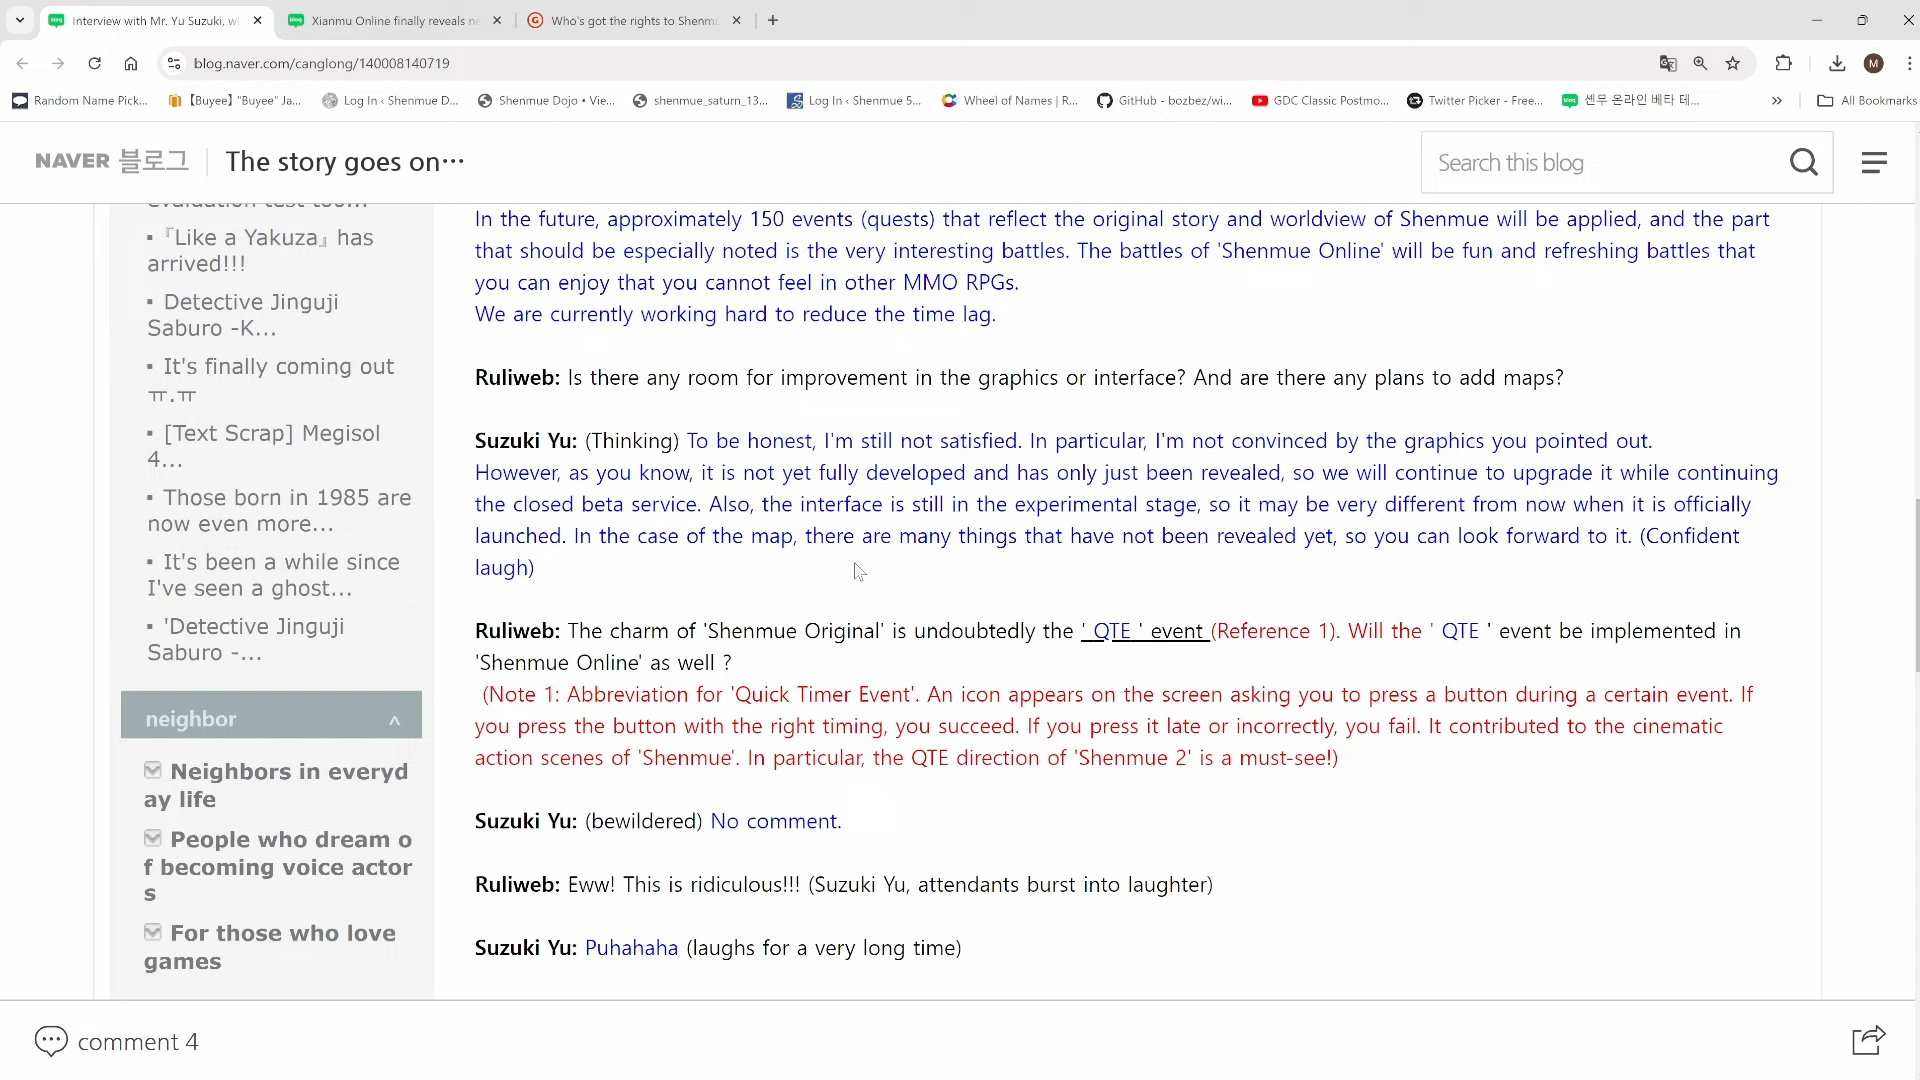 Interview with Mr. Yu Suzuki, w
Xianmu Online finally reveals ne
Who's got the rights to Shenmu
blog.naver.com/canglong/140008140719
M
Random Name Pick...
【Buyee】 "Buyee" Ja...
Log In ‹ Shenmue D...
Shenmue Dojo • Vie...
shenmue_saturn_13...
Log In ‹ Shenmue 5...
Wheel of Names | R...
GitHub - bozbez/wi...
GDC Classic Postmo...
Twitter Picker - Free...
센무 온라인 베타 테...
All Bookmarks
NAVER 블로그
The story goes on…
Search this blog
▪ 『Like a Yakuza』 has
arrived!!!
▪ Detective Jinguji
Saburo -K...
▪ It's finally coming out
ㅠ.ㅠ
▪ [Text Scrap] Megisol
4...
▪ Those born in 1985 are
now even more...
▪ It's been a while since
I've seen a ghost...
▪ 'Detective Jinguji
Saburo -...
neighbor
Neighbors in everyd
ay life
People who dream o
f becoming voice actor
s
For those who love
games
In the future, approximately 150 events (quests) that reflect the original story and worldview of Shenmue will be applied, and the part
that should be especially noted is the very interesting battles. The battles of 'Shenmue Online' will be fun and refreshing battles that
you can enjoy that you cannot feel in other MMO RPGs.
We are currently working hard to reduce the time lag.
Ruliweb: Is there any room for improvement in the graphics or interface? And are there any plans to add maps?
Suzuki Yu: (Thinking) To be honest, I'm still not satisfied. In particular, I'm not convinced by the graphics you pointed out.
However, as you know, it is not yet fully developed and has only just been revealed, so we will continue to upgrade it while continuing
the closed beta service. Also, the interface is still in the experimental stage, so it may be very different from now when it is officially
launched. In the case of the map, there are many things that have not been revealed yet, so you can look forward to it. (Confident
laugh)
Ruliweb: The charm of 'Shenmue Original' is undoubtedly the ' QTE ' event (Reference 1). Will the ' QTE ' event be implemented in
'Shenmue Online' as well ?
(Note 1: Abbreviation for 'Quick Timer Event'. An icon appears on the screen asking you to press a button during a certain event. If
you press the button with the right timing, you succeed. If you press it late or incorrectly, you fail. It contributed to the cinematic
action scenes of 'Shenmue'. In particular, the QTE direction of 'Shenmue 2' is a must-see!)
Suzuki Yu: (bewildered) No comment.
Ruliweb: Eww! This is ridiculous!!! (Suzuki Yu, attendants burst into laughter)
Suzuki Yu: Puhahaha (laughs for a very long time)
comment 4